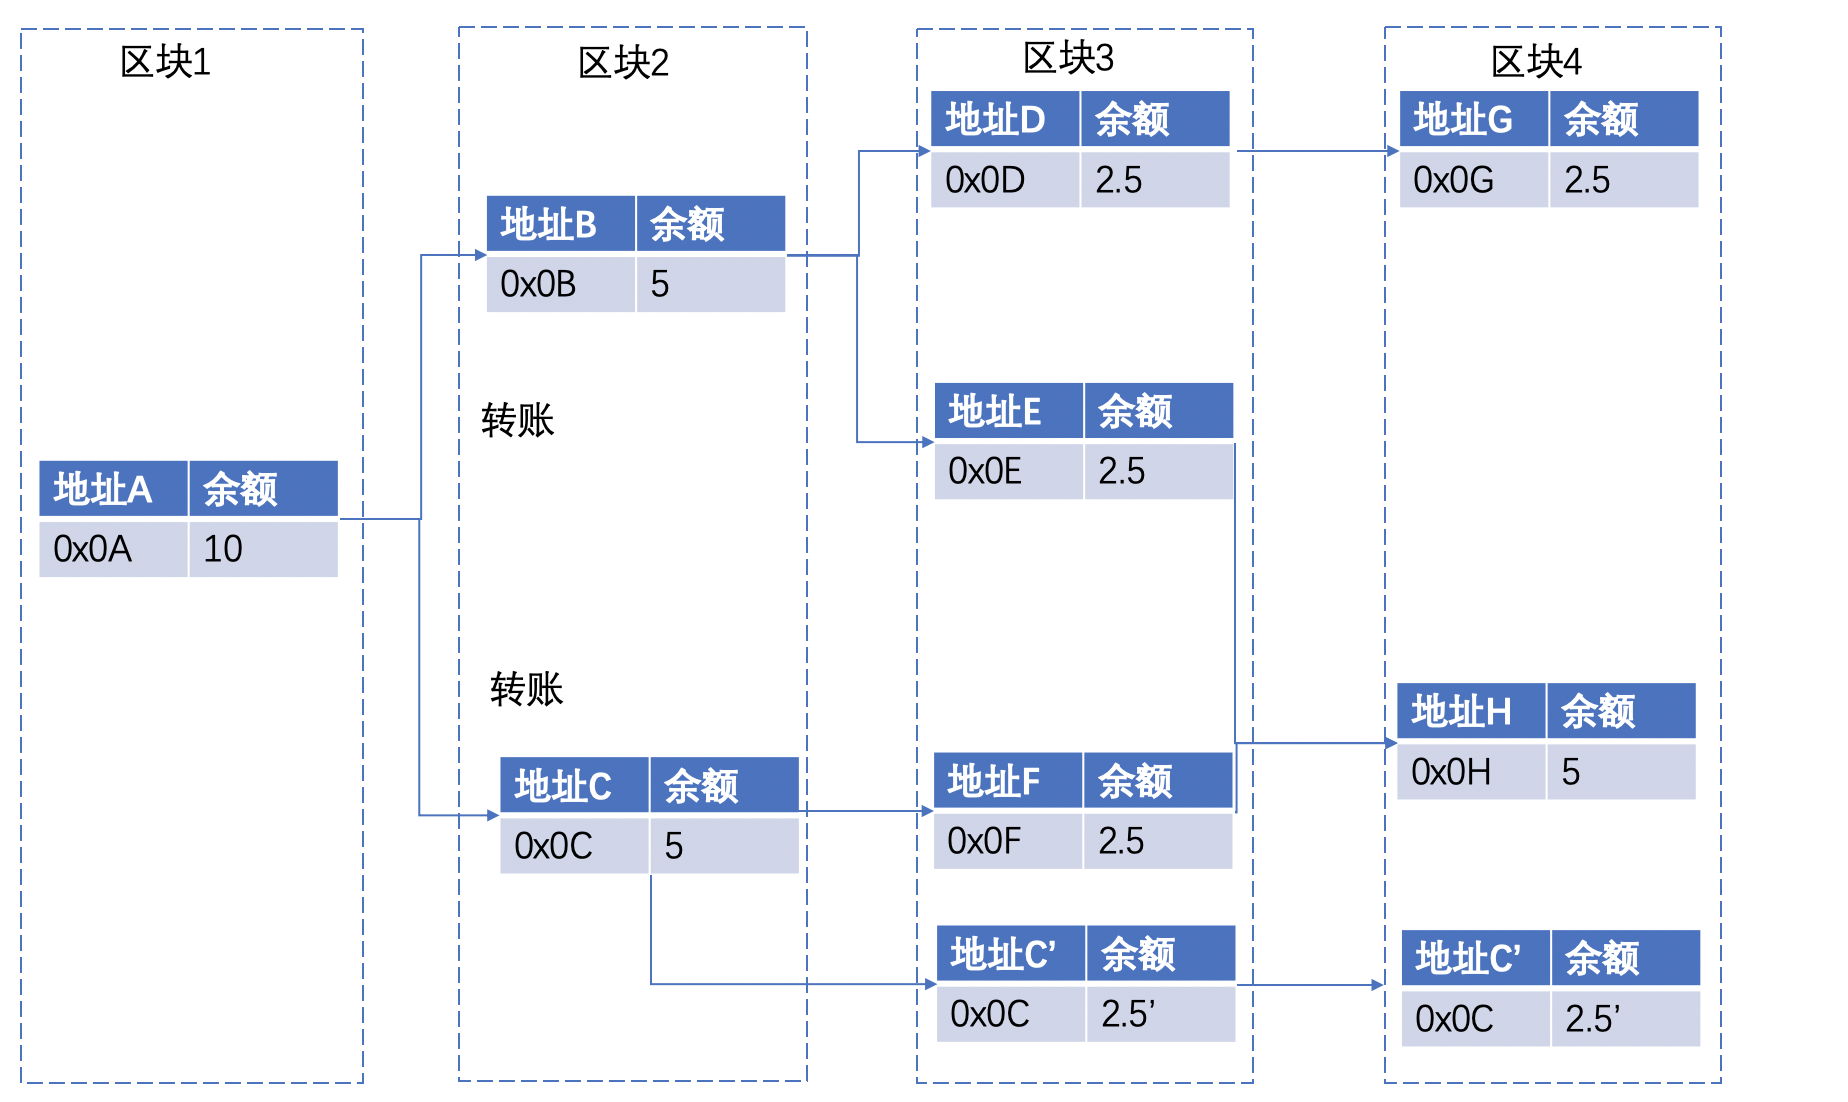 区块1
地址A 余额
0x0A 10
区块2
地址B 余额
0x0B 5
转账
转账
地址C 余额
0x0C 5
区块3
地址D 余额
0x0D 2.5
地址E 余额
0x0E 2.5
地址F 余额
0x0F 2.5
地址C’ 余额
0x0C 2.5’
区块4
地址G 余额
0x0G 2.5
地址H 余额
0x0H 5
地址C’ 余额
0x0C 2.5’